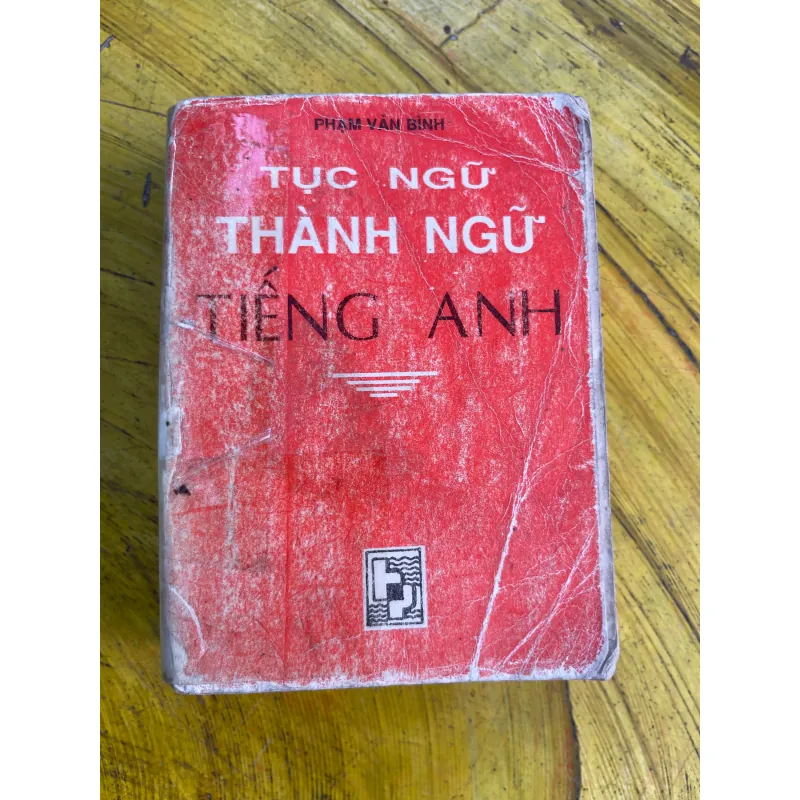 PHẠM VĂN BÌNH
TỤC NGỮ
THÀNH NGỮ
TIẾNG ANH